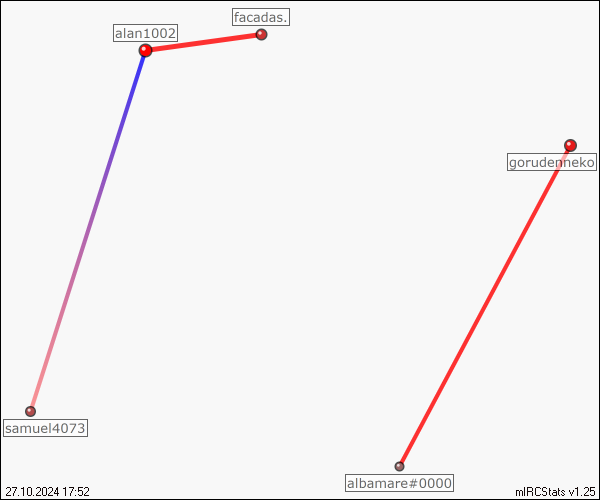 facadas.
alan1002
gorudenneko
samuel4073
albamare#0000
27.10.2024 17:52
mIRCStats v1.25